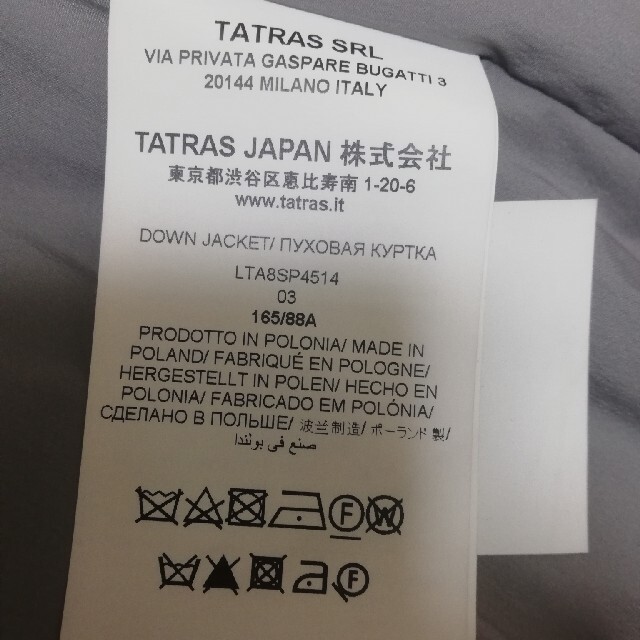 TATRAS SRL
VIA PRIVATA GASPARE BUGATTI 3
20144 MILANO ITALY
TATRAS JAPAN 株式会社
東京都渋谷区恵比寿南 1-20-6
www.tatras.it
DOWN JACKET/ ПУХОВАЯ КУРТКА
LTA8SP4514
03
165/88A
PRODOTTO IN POLONIA/ MADE IN
POLAND/ FABRIQUÉ EN POLOGNE/
HERGESTELLT IN POLEN/ HECHO EN
POLONIA/ FABRICADO EM POLÓNIA/
СДЕЛАНО В ПОЛЬШЕ/ 波兰制造/ ポーランド 製/
صنع في بولندا
F W
F